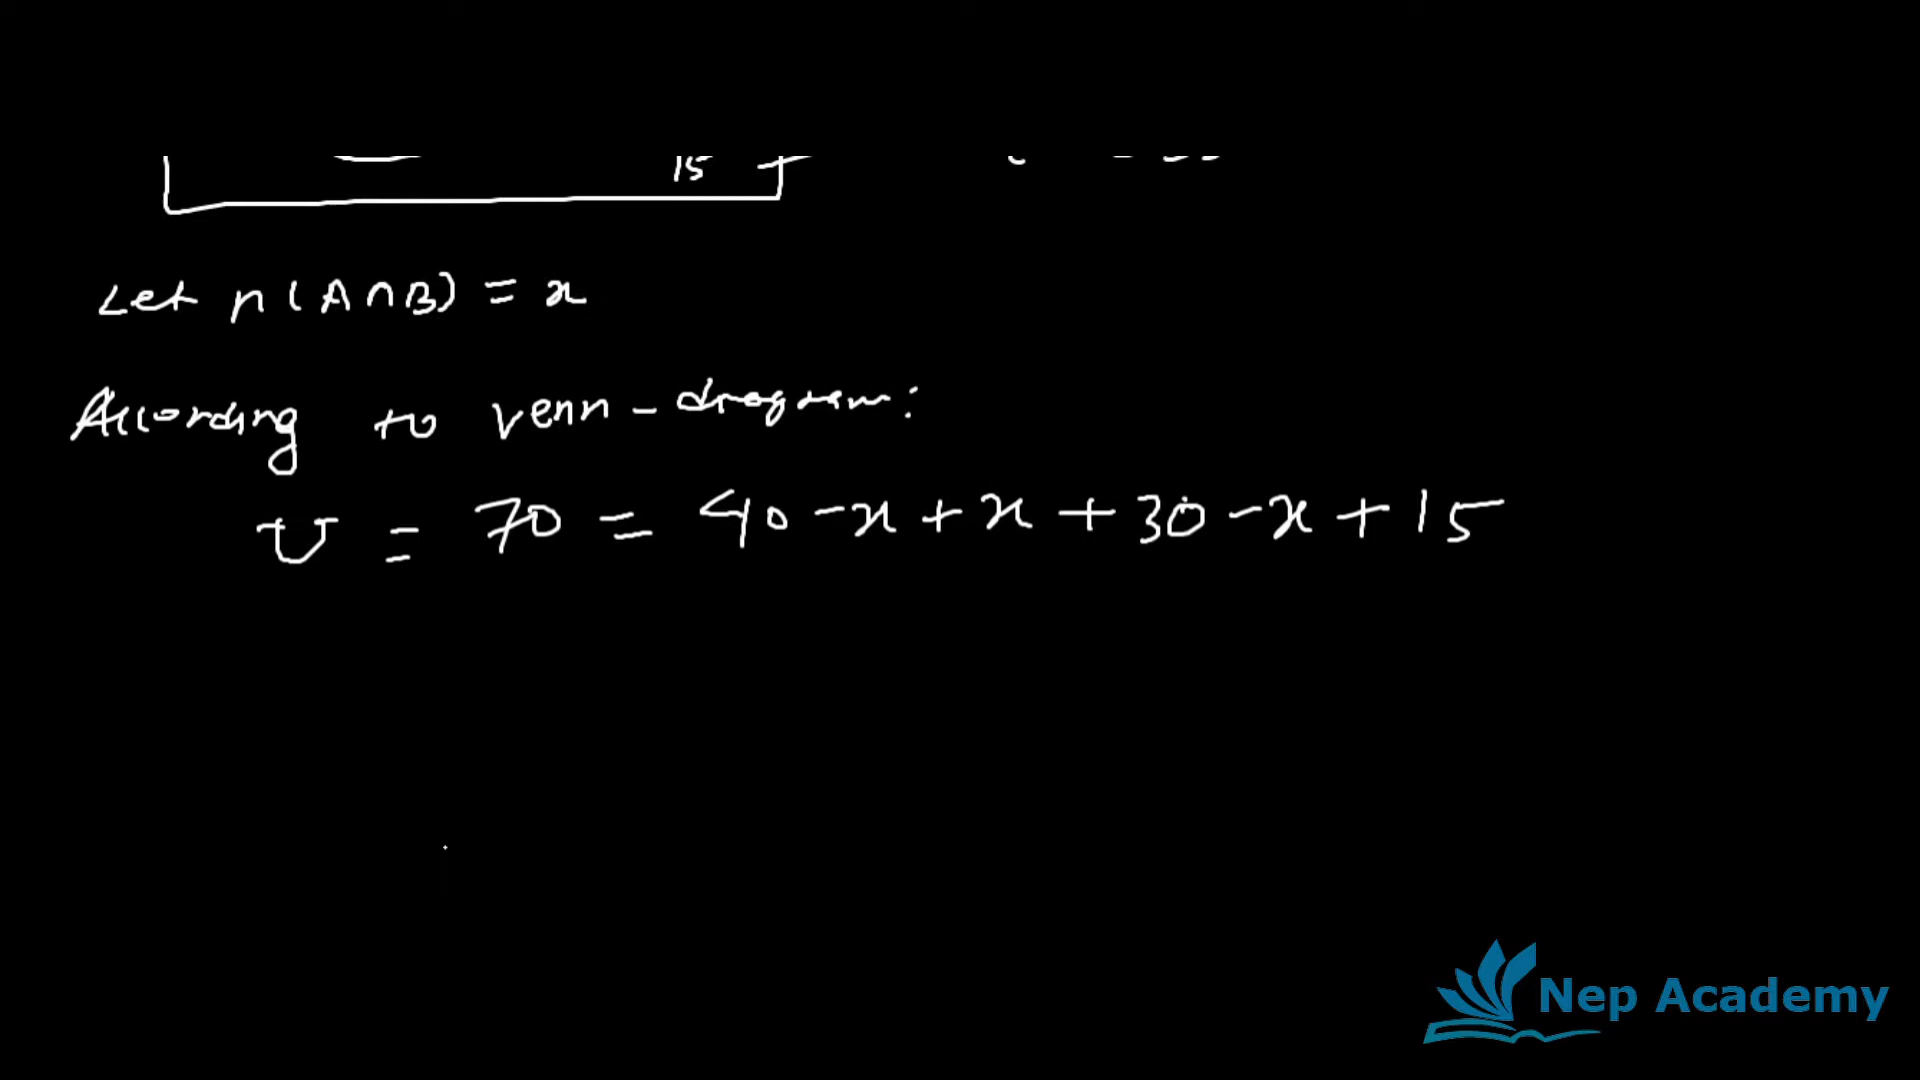 15
Let n(A∩B) = x
According to venn-diagram:
U = 70 = 40-x+x+30-x+15
Nep Academy